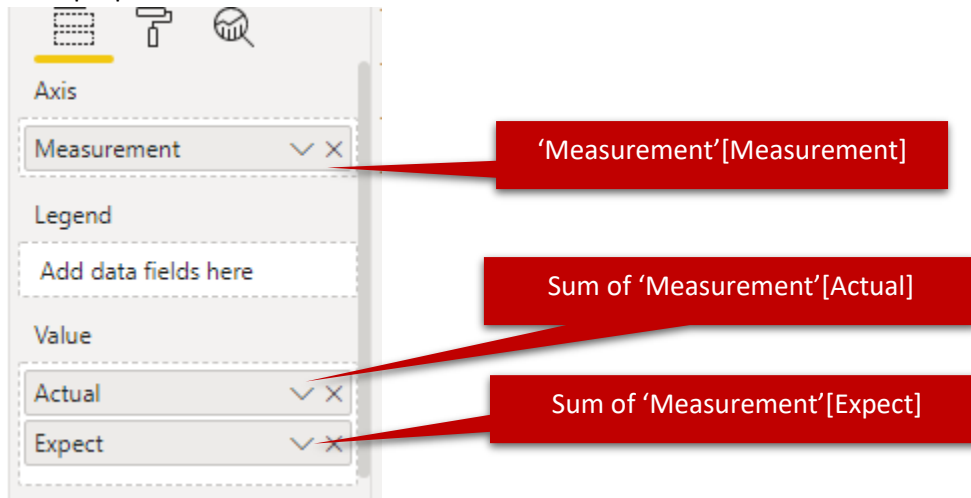 Axis
Measurement
‘Measurement’[Measurement]
Legend
Add data fields here
Sum of ‘Measurement’[Actual]
Value
Actual
Sum of ‘Measurement’[Expect]
Expect